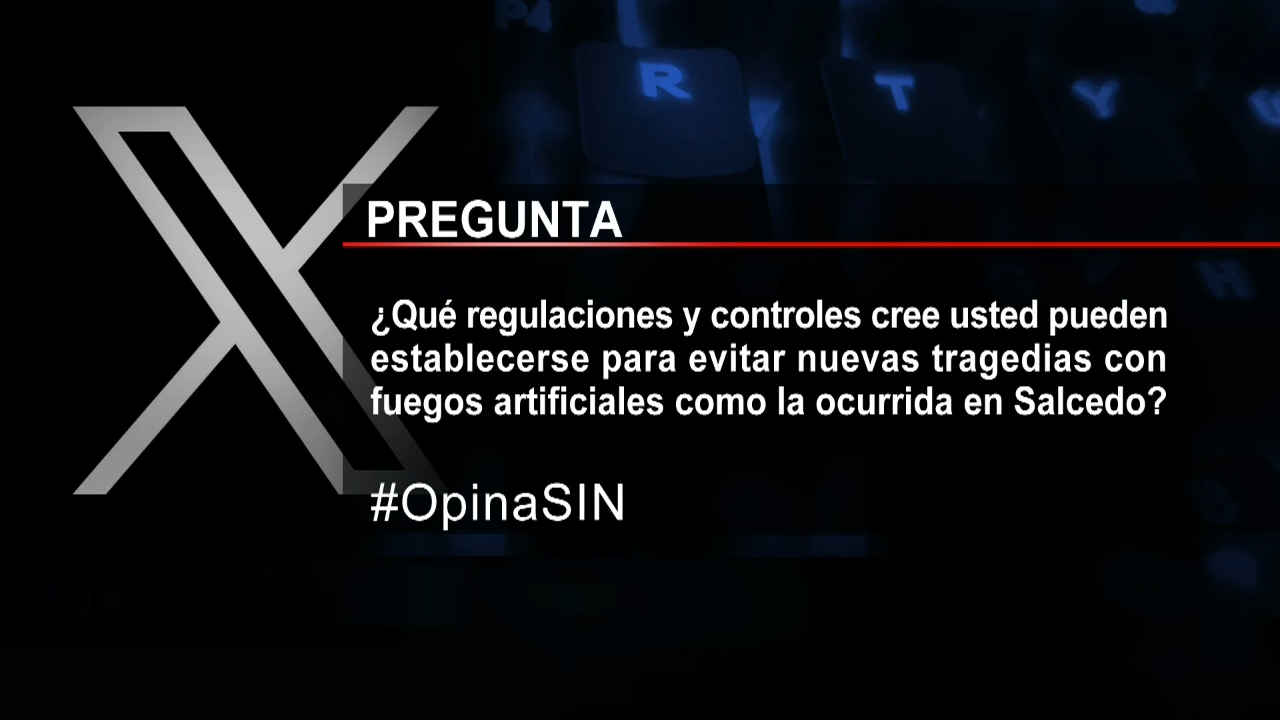 P4
R T Y U
PREGUNTA
¿Qué regulaciones y controles cree usted pueden
establecerse para evitar nuevas tragedias con
fuegos artificiales como la ocurrida en Salcedo?
#OpinaSIN
H